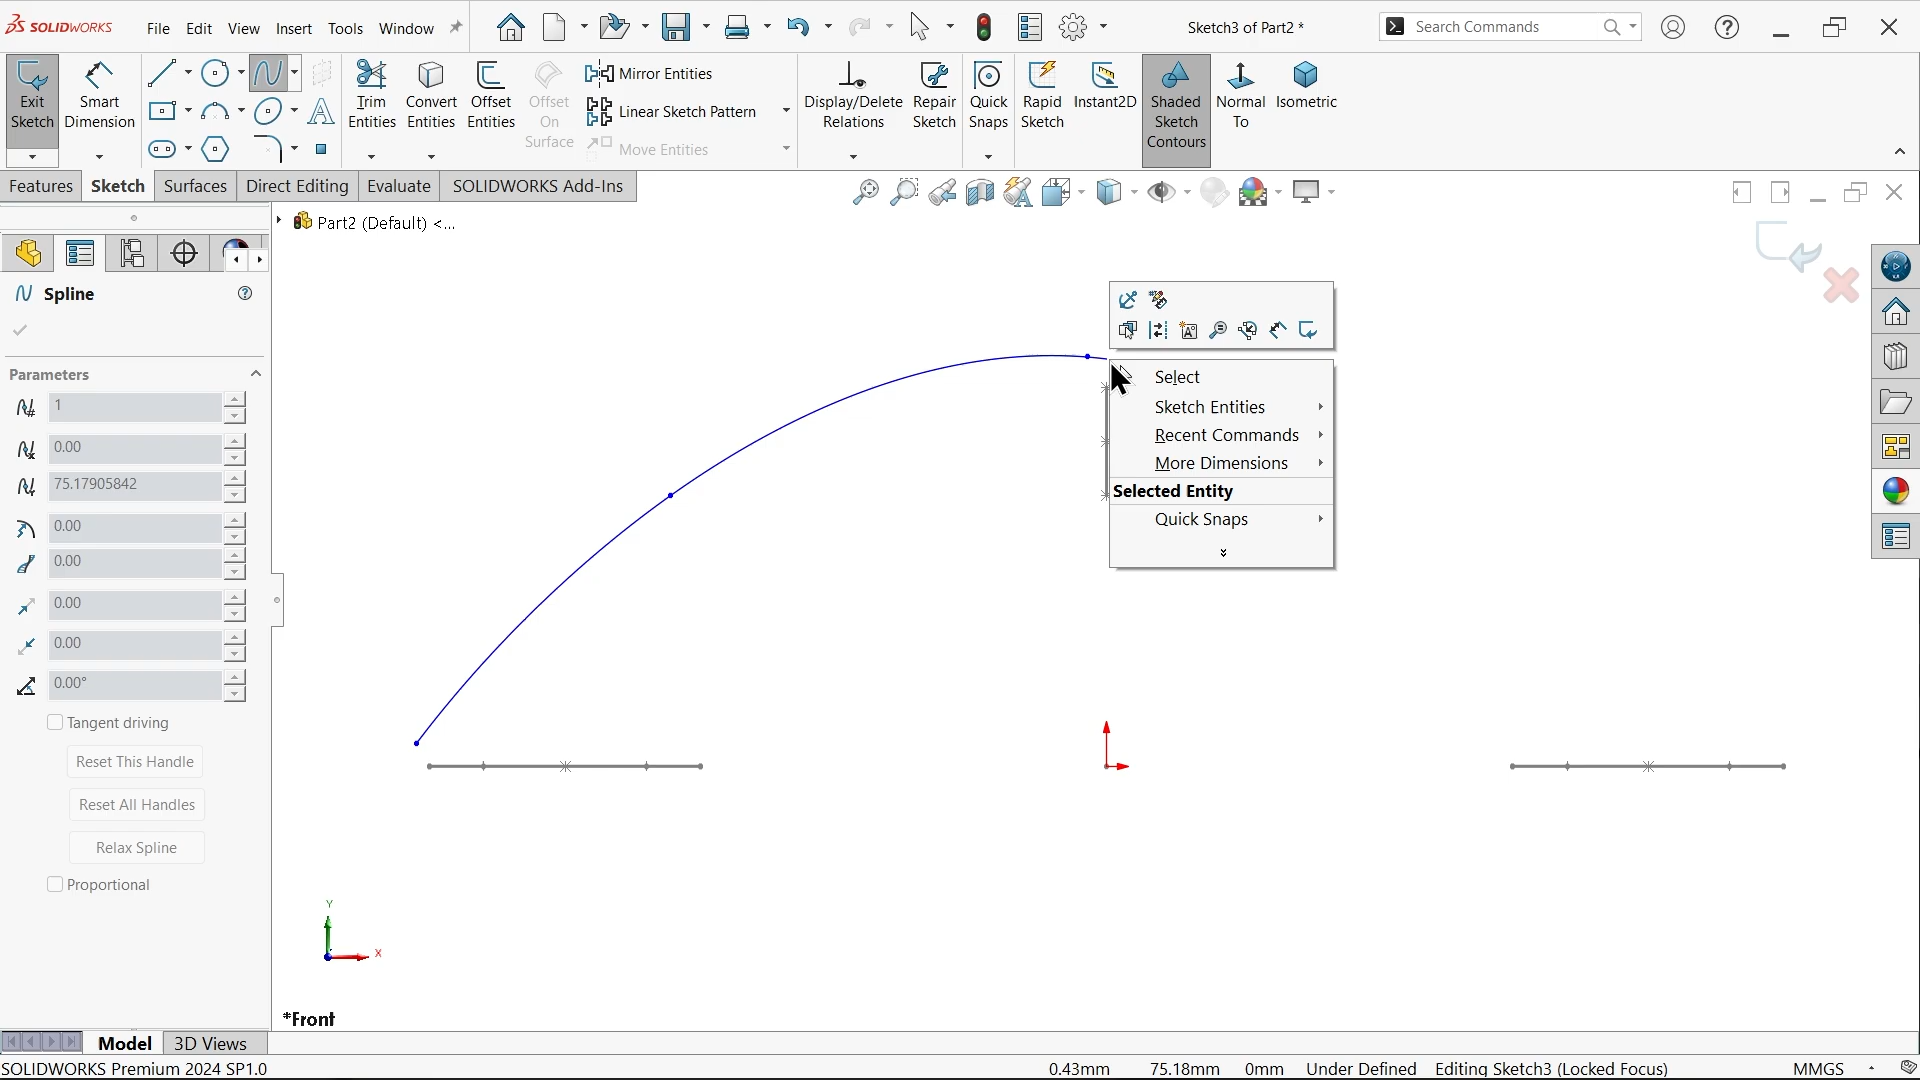 SOLIDWORKS File Edit View Insert Tools Window Sketch3 of Part2 * Search Commands
Exit Sketch
Smart Dimension
Trim Entities
Convert Entities
Offset Entities
Offset On Surface
Mirror Entities
Linear Sketch Pattern
Move Entities
Display/Delete Relations
Repair Sketch
Quick Snaps
Rapid Sketch
Instant2D
Shaded Sketch Contours
Normal To
Isometric
Features Sketch Surfaces Direct Editing Evaluate SOLIDWORKS Add-Ins
Part2 (Default) <...
Spline
Parameters
1
0.00
75.17905842
0.00
0.00
0.00
0.00
0.00°
Tangent driving
Reset This Handle
Reset All Handles
Relax Spline
Proportional
Select
Sketch Entities
Recent Commands
More Dimensions
Selected Entity
Quick Snaps
Y
X
*Front
Model 3D Views
SOLIDWORKS Premium 2024 SP1.0 0.43mm 75.18mm 0mm Under Defined Editing Sketch3 (Locked Focus) MMGS